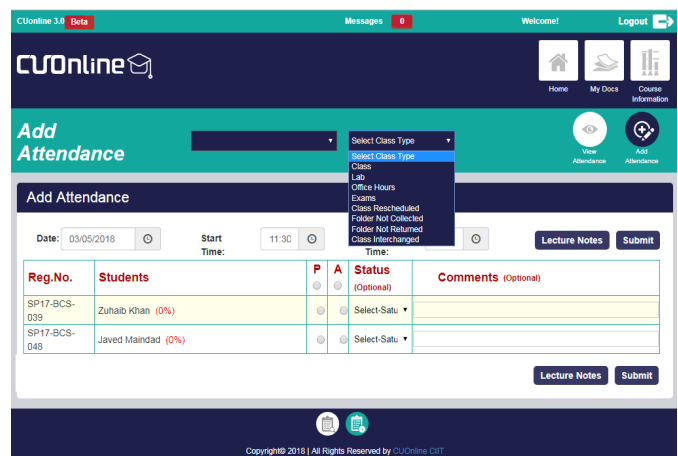 CUonline 3.0 Beta
Messages 0
Welcome!
Logout
CUOnline
Home
My Docs
Course
Information
Add
Attendance
Select Class Type
Select Class Type
Class
Lab
Office Hours
Exams
Class Rescheduled
Folder Not Collected
Folder Not Returned
Class Interchanged
View
Attendance
Add
Attendance
Add Attendance
Date: 03/05/2018
Start
Time:
11:30
Time:
Lecture Notes
Submit
Reg.No.
Students
P
A
Status
(Optional)
Comments (Optional)
SP17-BCS-
039
Zuhaib Khan (0%)
Select-Satu
SP17-BCS-
048
Javed Maindad (0%)
Select-Satu
Lecture Notes
Submit
Copyright© 2018 | All Rights Reserved by CUOnline CIIT